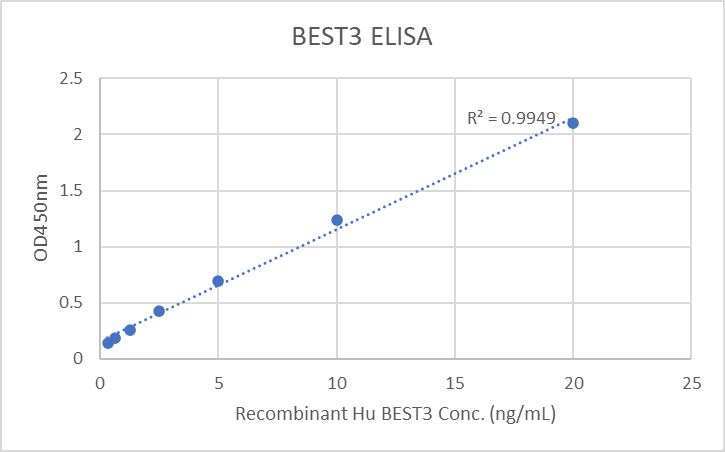 BEST3 ELISA
2.5
R² = 0.9949
2
1.5
1
0.5
0
OD450nm
0 5 10 15 20 25
Recombinant Hu BEST3 Conc. (ng/mL)